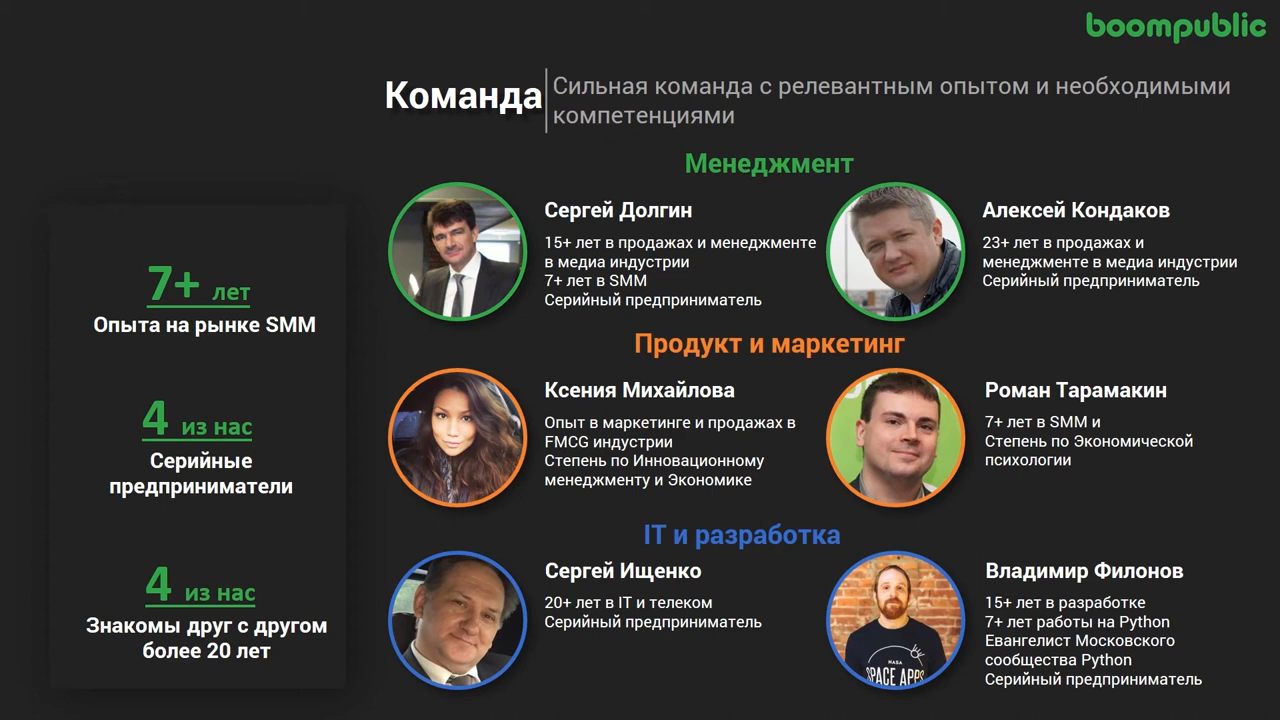 boompublic
Команда
Сильная команда с релевантным опытом и необходимыми
компетенциями
7+ лет
Опыта на рынке SMM
4 из нас
Серийные
предприниматели
4 из нас
Знакомы друг с другом
более 20 лет
Менеджмент
Сергей Долгин
15+ лет в продажах и менеджменте
в медиа индустрии
7+ лет в SMM
Серийный предприниматель
Алексей Кондаков
23+ лет в продажах и
менеджменте в медиа индустрии
Серийный предприниматель
Продукт и маркетинг
Ксения Михайлова
Опыт в маркетинге и продажах в
FMCG индустрии
Степень по Инновационному
менеджменту и Экономике
Роман Тарамакин
7+ лет в SMM и
Степень по Экономической
психологии
IT и разработка
Сергей Ищенко
20+ лет в IT и телеком
Серийный предприниматель
Владимир Филонов
15+ лет в разработке
7+ лет работы на Python
Евангелист Московского
сообщества Python
Серийный предприниматель
NASA
SPACE APPS